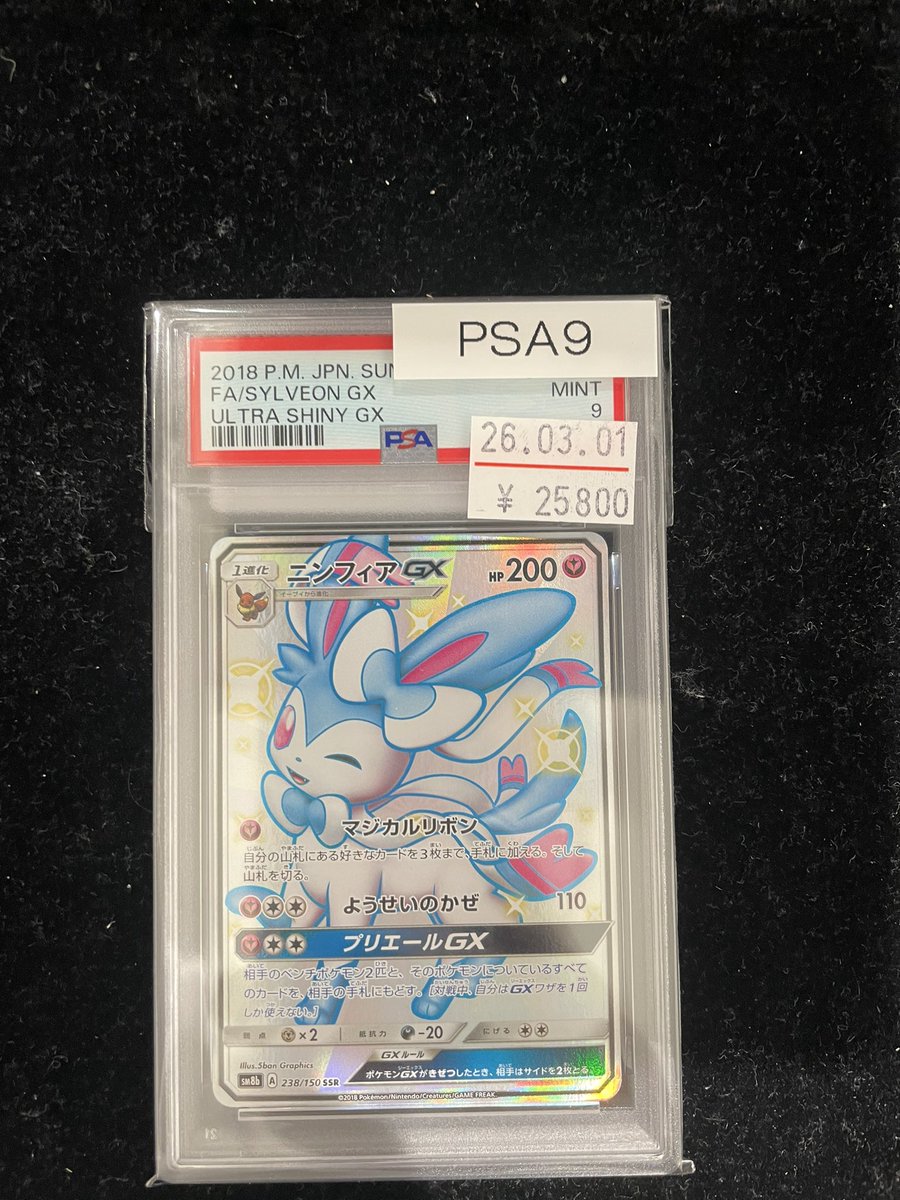 PSA9
2018 P.M. JPN. SUN
FA/SYLVEON GX MINT
ULTRA SHINY GX 9
PSA
26.03.01
¥ 25800
1進化 ニンフィアGX HP200
イーブイから進化
マジカルリボン
自分の山札にある好きなカードを3枚まで、手札に加える。そして
山札を切る。
ようせいのかぜ 110
プリエールGX
相手のベンチポケモン2匹と、そのポケモンについているすべて
のカードを、相手の手札にもどす。[対戦中、自分はGXワザを1回
しか使えない。]
弱点 ×2 抵抗力 -20 にげる
GXルール
ポケモンGXがきぜつしたとき、相手はサイドを2枚とる。
Illus.5ban Graphics
sm8b A 238/150 SSR
©2018 Pokémon/Nintendo/Creatures/GAME FREAK.